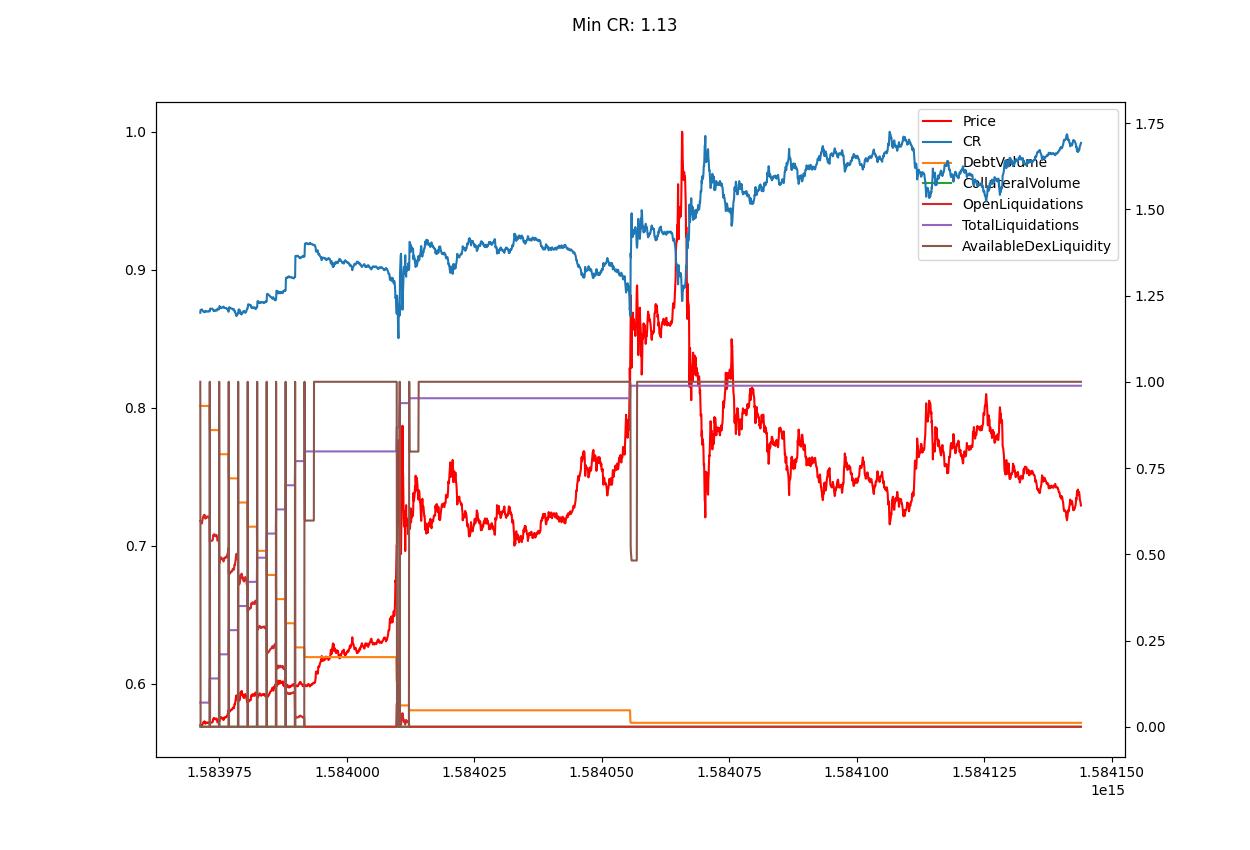 Min CR: 1.13
1.0
0.9
0.8
0.7
0.6
1.75
1.50
1.25
1.00
0.75
0.50
0.25
0.00
Price
CR
DebtVolume
CollateralVolume
OpenLiquidations
TotalLiquidations
AvailableDexLiquidity
1.583975 1.584000 1.584025 1.584050 1.584075 1.584100 1.584125 1.584150
1e15